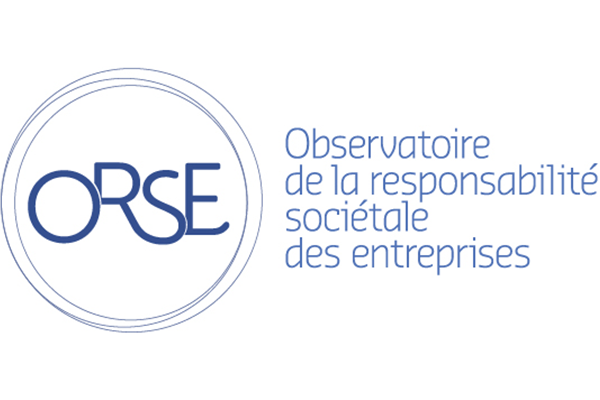 ORSE
Observatoire
de la responsabilité
sociétale
des entreprises